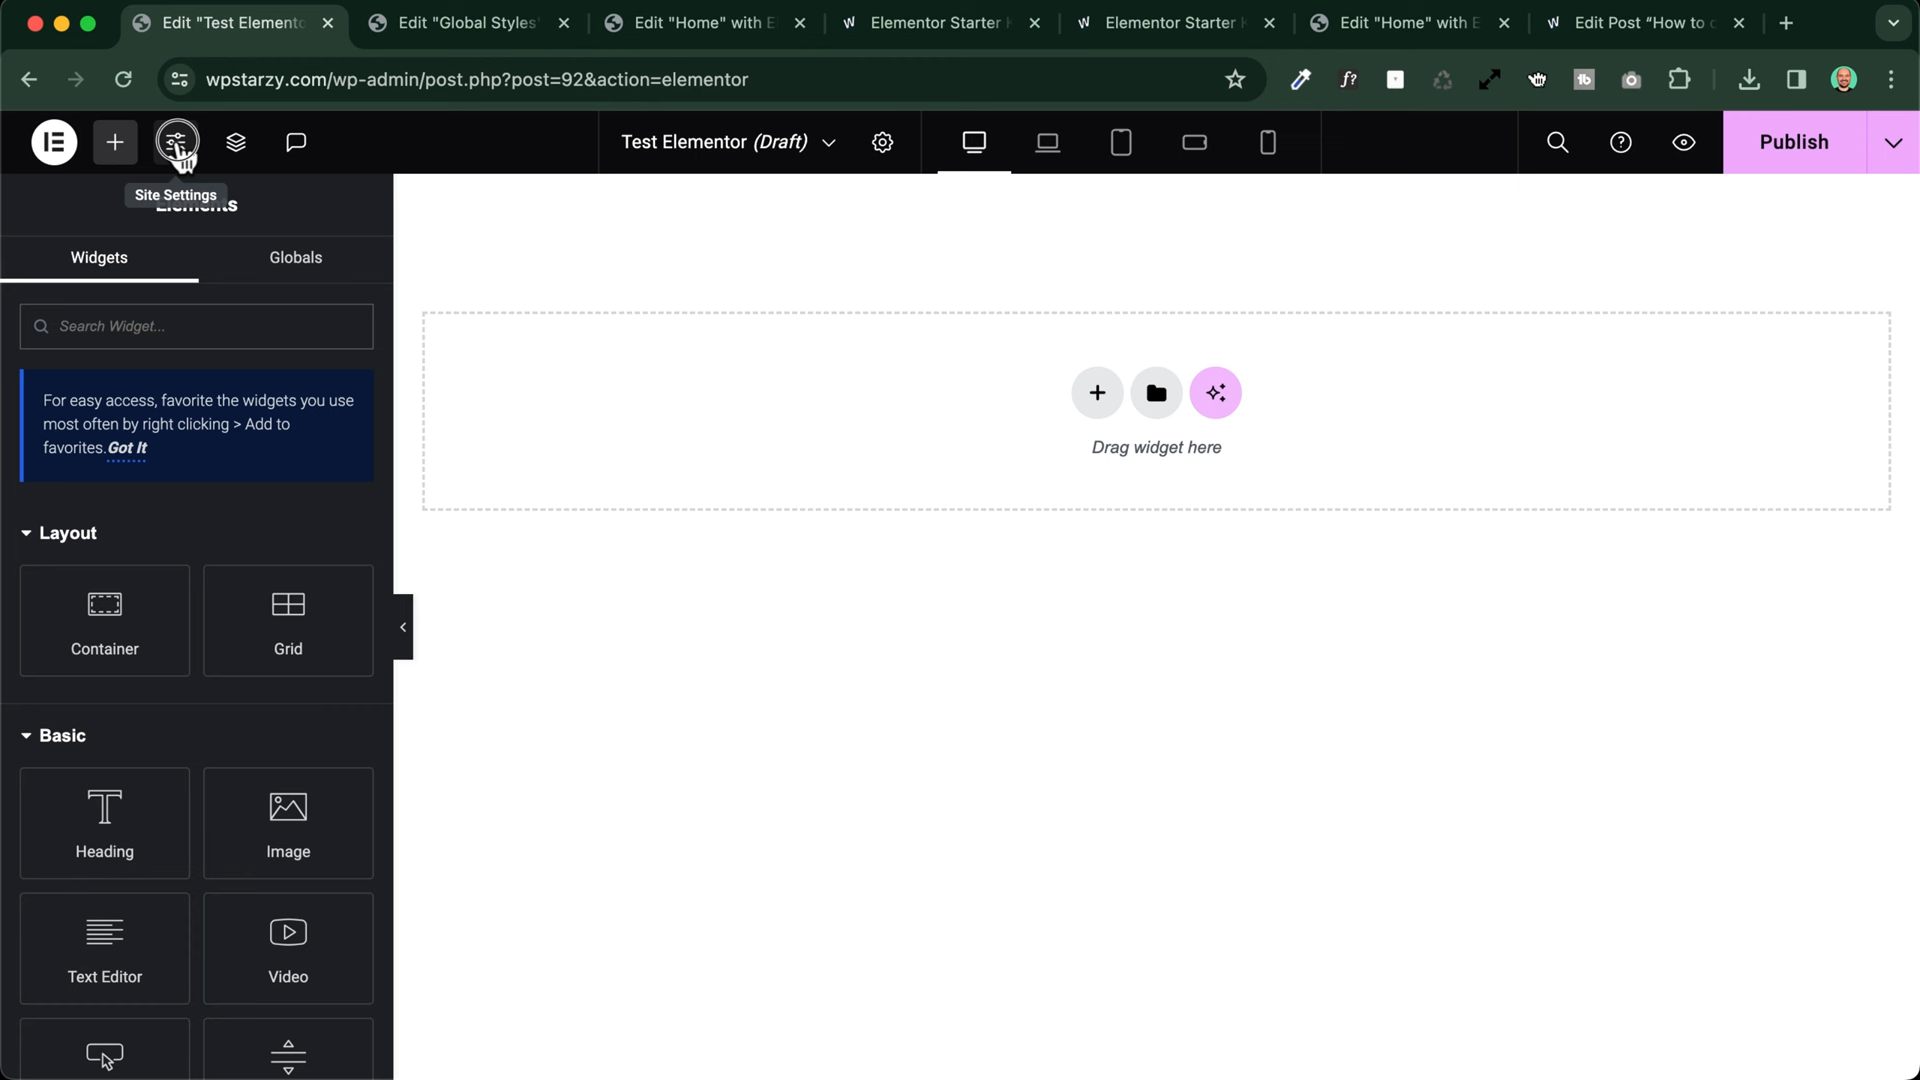 Edit "Test Elemento
Edit "Global Styles"
Edit "Home" with E
Elementor Starter K
Elementor Starter K
Edit "Home" with E
Edit Post “How to c
wpstarzy.com/wp-admin/post.php?post=92&action=elementor
f?
tb
Test Elementor (Draft)
Publish
Site Settings
Elements
Widgets
Globals
Search Widget...
For easy access, favorite the widgets you use
most often by right clicking > Add to
favorites. Got It
Drag widget here
Layout
Container
Grid
Basic
Heading
Image
Text Editor
Video